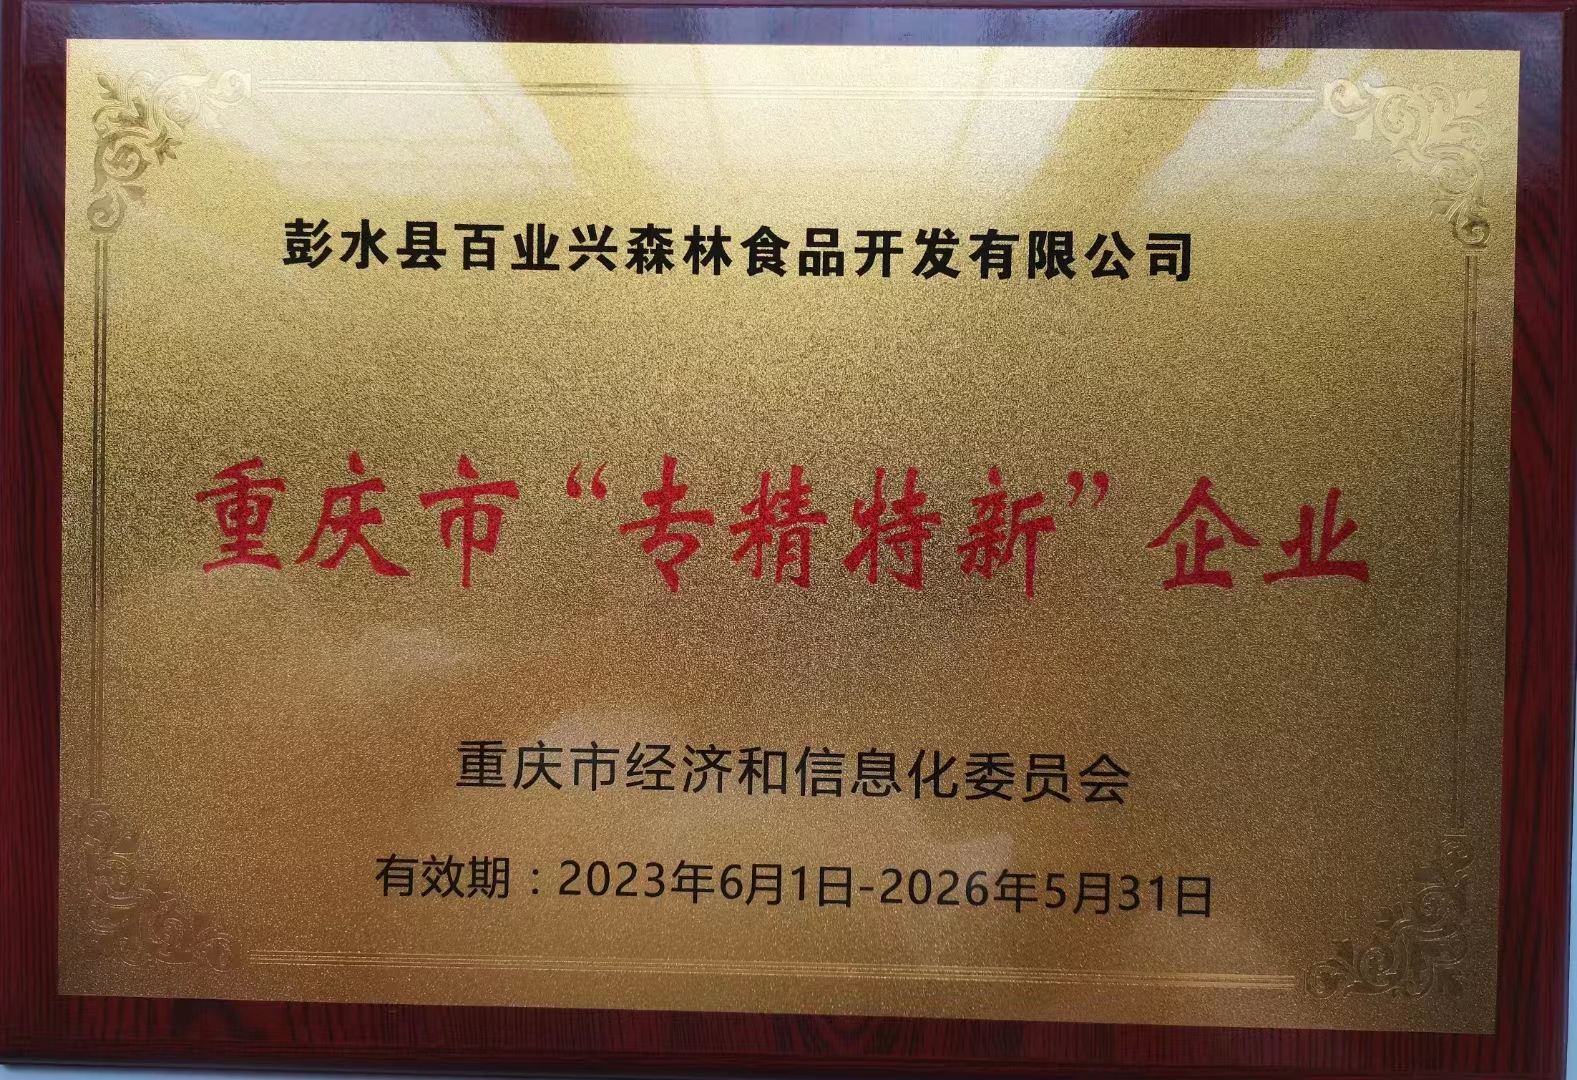 彭水县百业兴森林食品开发有限公司
重庆市“专精特新”企业
重庆市经济和信息化委员会
有效期：2023年6月1日-2026年5月31日